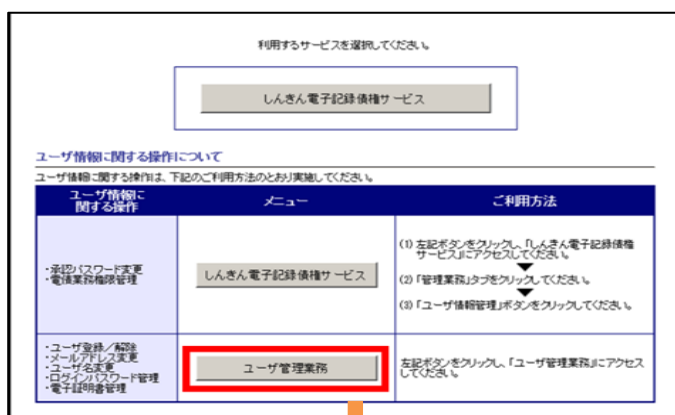 利用するサービスを選択してください。
しんきん電子記録債権サービス
ユーザ情報に関する操作について
ユーザ情報に関する操作は、下記のご利用方法のとおり実施してください。
ユーザ情報に
関する操作
メニュー
ご利用方法
・承認パスワード変更
・電債業務権限管理
しんきん電子記録債権サービス
(1) 左記ボタンをクリックし、「しんきん電子記録債権
サービス」にアクセスしてください。
(2) 「管理業務」タブをクリックしてください。
(3) 「ユーザ情報管理」ボタンをクリックしてください。
・ユーザ登録／解除
・メールアドレス変更
・ユーザ名変更
・ログインパスワード管理
・電子証明書管理
ユーザ管理業務
左記ボタンをクリックし、「ユーザ管理業務」にアクセス
してください。